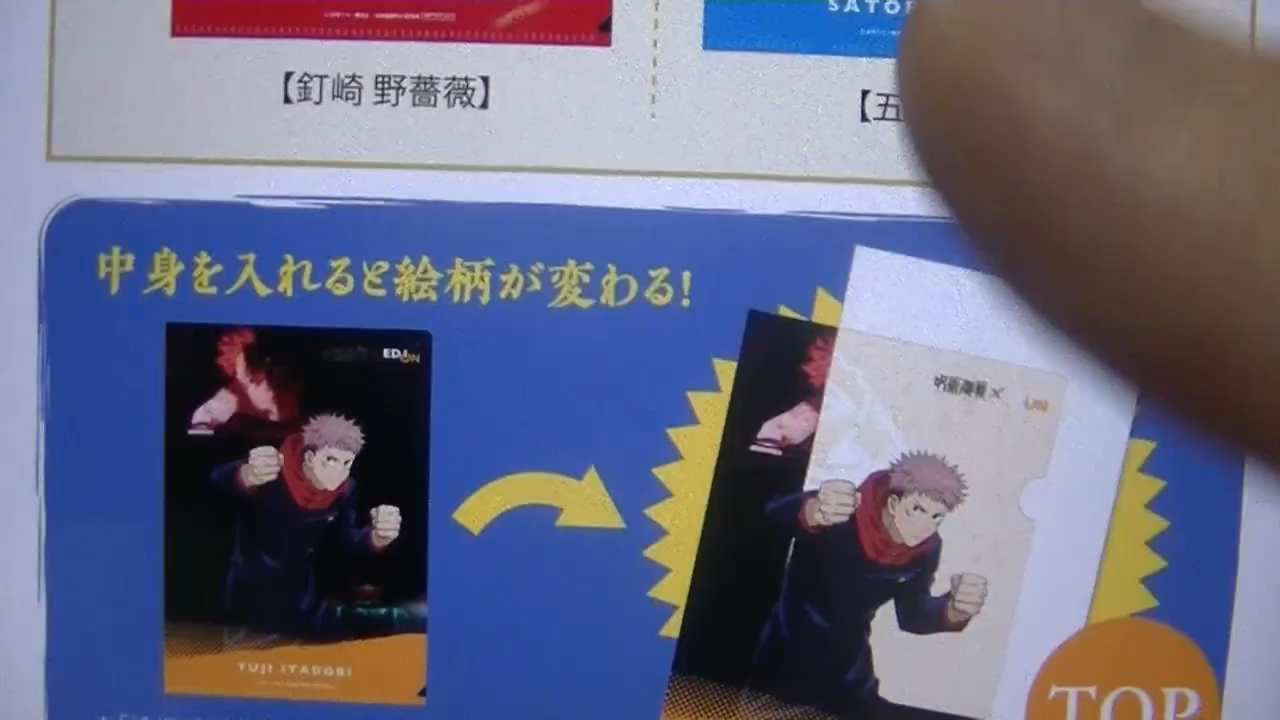 SATO
【釘崎 野薔薇】
【五
中身を入れると絵柄が変わる!
EDION
呪術廻戦×
YUJI ITADORI
TOP